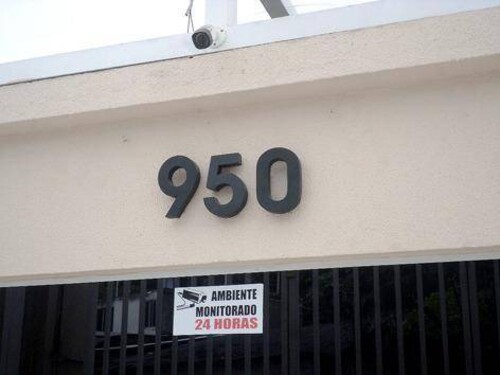 950
AMBIENTE
MONITORADO
24 HORAS